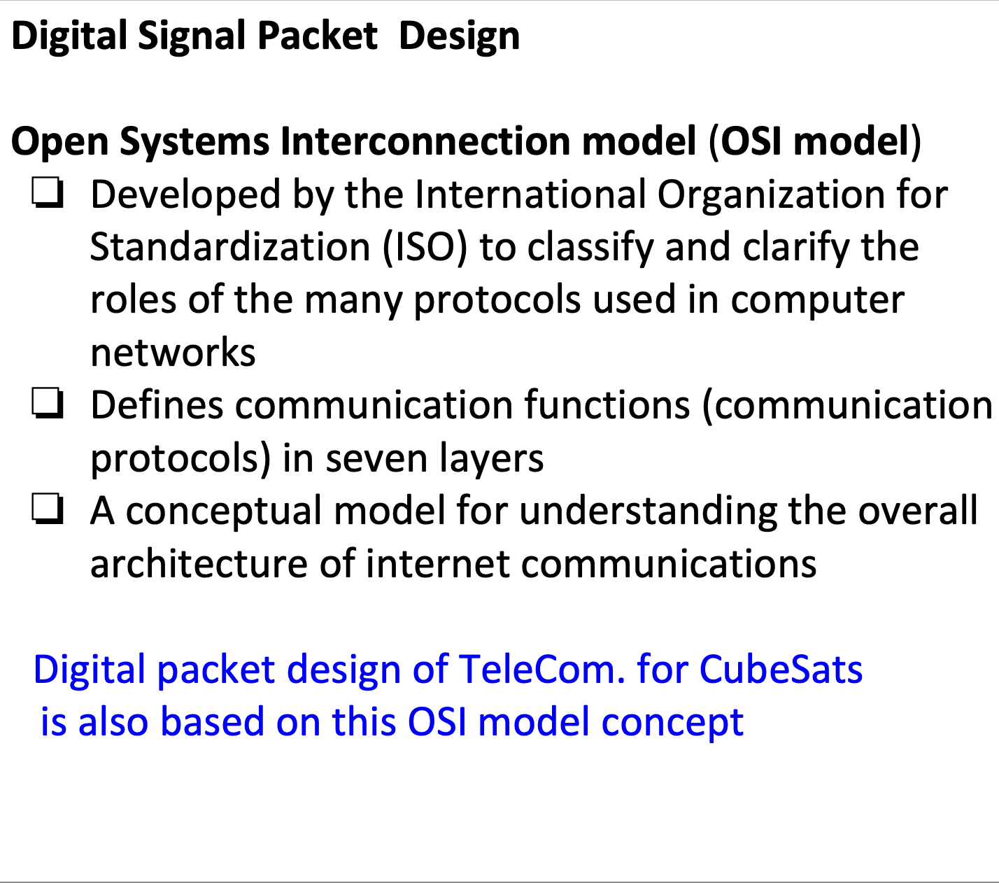 Digital Signal Packet  Design
Open Systems Interconnection model (OSI model)
❏ Developed by the International Organization for
Standardization (ISO) to classify and clarify the
roles of the many protocols used in computer
networks
❏ Defines communication functions (communication
protocols) in seven layers
❏ A conceptual model for understanding the overall
architecture of internet communications
Digital packet design of TeleCom. for CubeSats
is also based on this OSI model concept